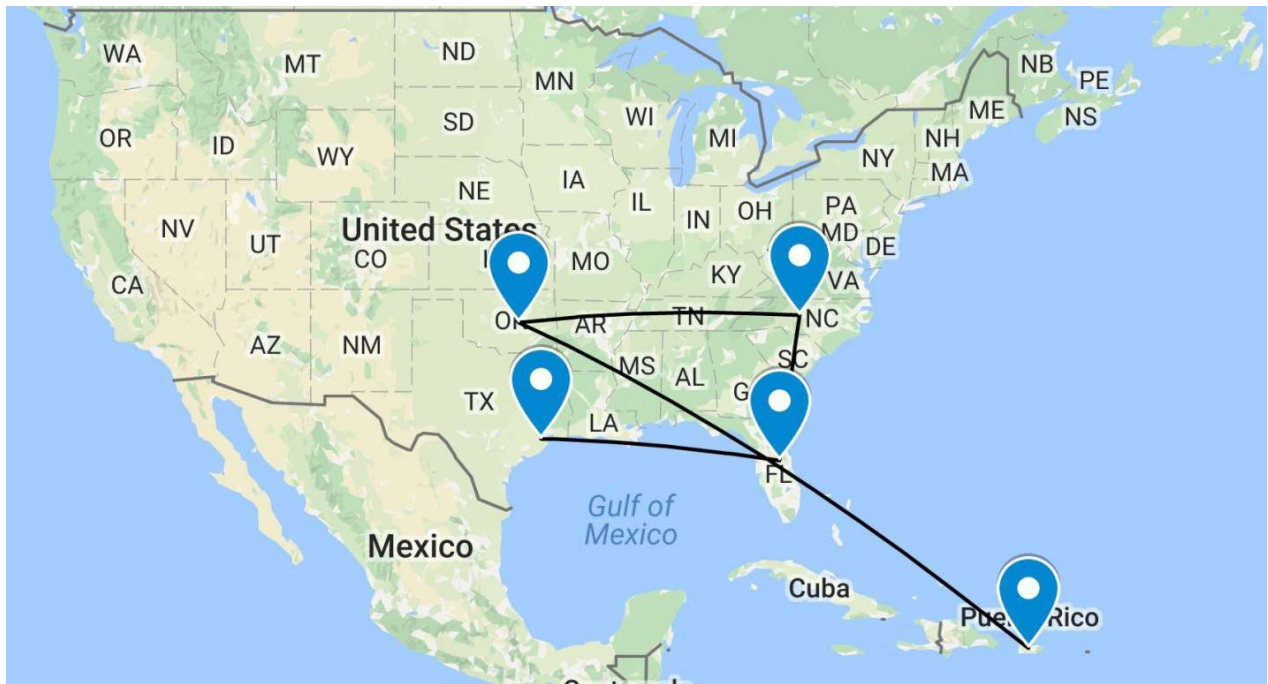 WA
MT
ND
MN
NB
PE
OR
ID
SD
WI
MI
ME
NS
WY
NH
NY
MA
NE
IA
IL
IN
OH
PA
NV
UT
United States
MD
DE
CO
MO
KY
VA
CA
AR
TN
NC
AZ
NM
MS
AL
SC
TX
LA
FL
Gulf of
Mexico
Mexico
Cuba